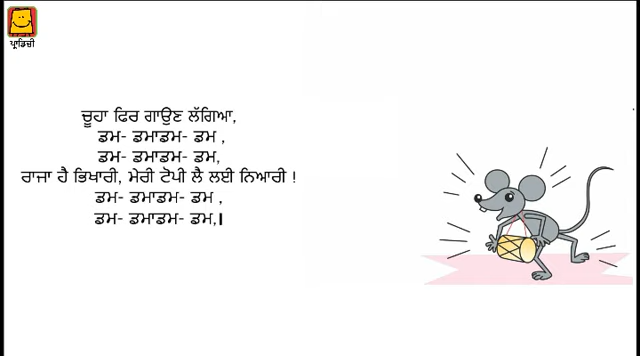 ਪ੍ਰਾਡਿਜ਼ੀ
ਚੂਹਾ ਫਿਰ ਗਾਉਣ ਲੱਗਿਆ,
ਡਮ- ਡਮਾਡਮ- ਡਮ ,
ਡਮ- ਡਮਾਡਮ- ਡਮ,
ਰਾਜਾ ਹੈ ਭਿਖਾਰੀ, ਮੇਰੀ ਟੋਪੀ ਲੈ ਲਈ ਨਿਆਰੀ !
ਡਮ- ਡਮਾਡਮ- ਡਮ ,
ਡਮ- ਡਮਾਡਮ- ਡਮ,।